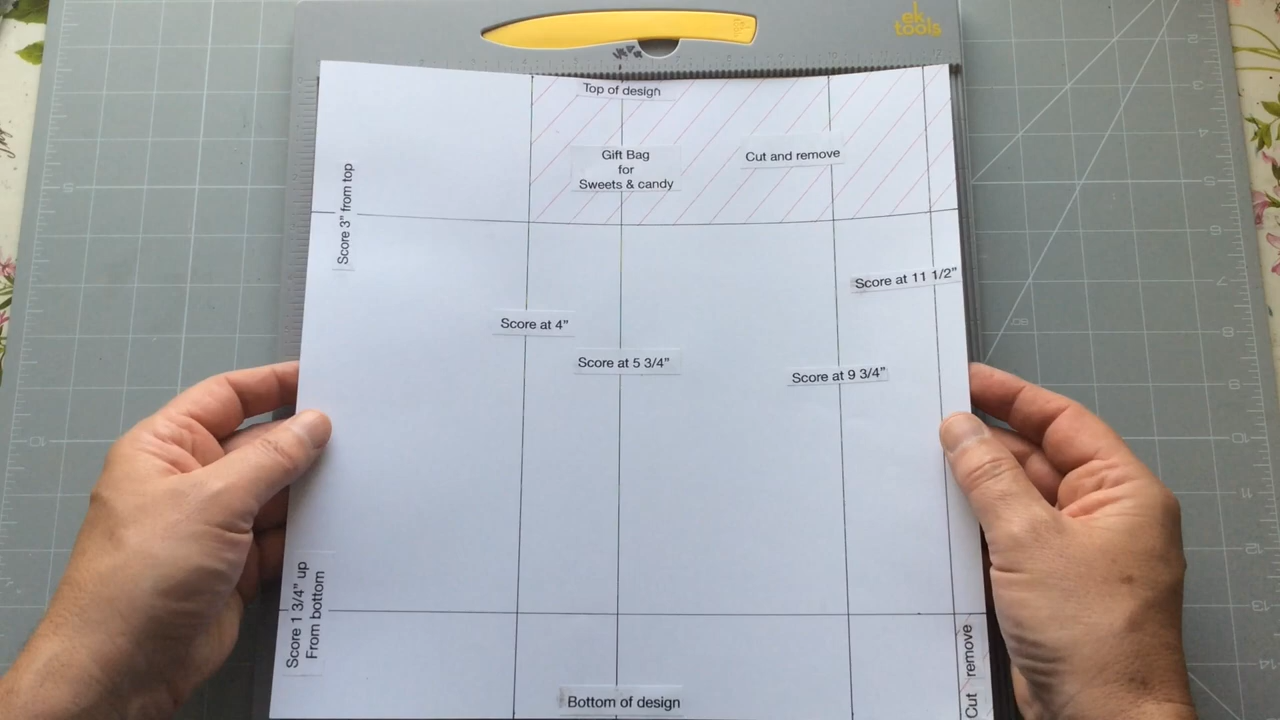 ek
tools
Top of design
Gift Bag
for
Sweets & candy
Cut and remove
Score 3” from top
Score at 11 1/2”
Score at 4”
Score at 5 3/4”
Score at 9 3/4”
Score 1 3/4” up
From bottom
Bottom of design
Cut remove